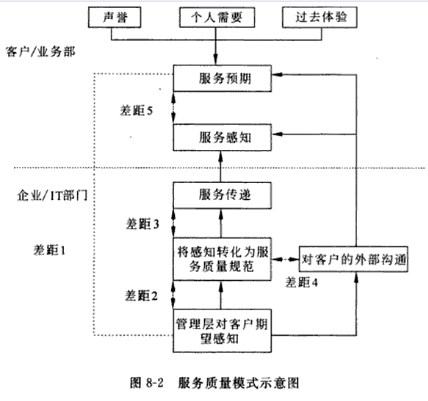 声誉 个人需要 过去体验
客户/业务部
服务预期
差距5
服务感知
企业/IT部门
服务传递
差距1
差距3
将感知转化为服
务质量规范
对客户的外部沟通
差距4
差距2
管理层对客户期
望感知
图 8-2 服务质量模式示意图